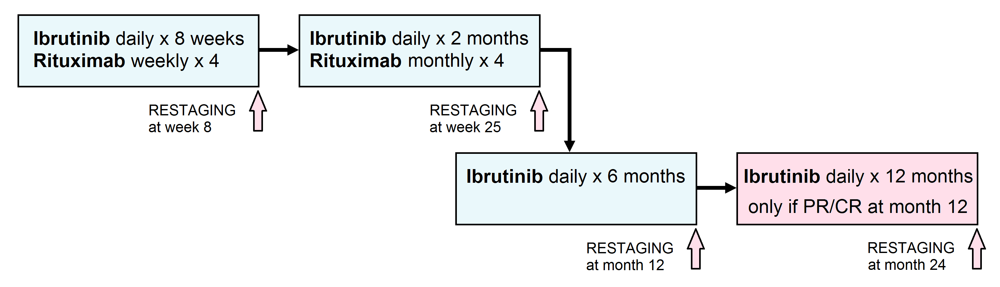 Ibrutinib daily x 8 weeks
Rituximab weekly x 4
RESTAGING
at week 8
Ibrutinib daily x 2 months
Rituximab monthly x 4
RESTAGING
at week 25
Ibrutinib daily x 6 months
RESTAGING
at month 12
Ibrutinib daily x 12 months
only if PR/CR at month 12
RESTAGING
at month 24